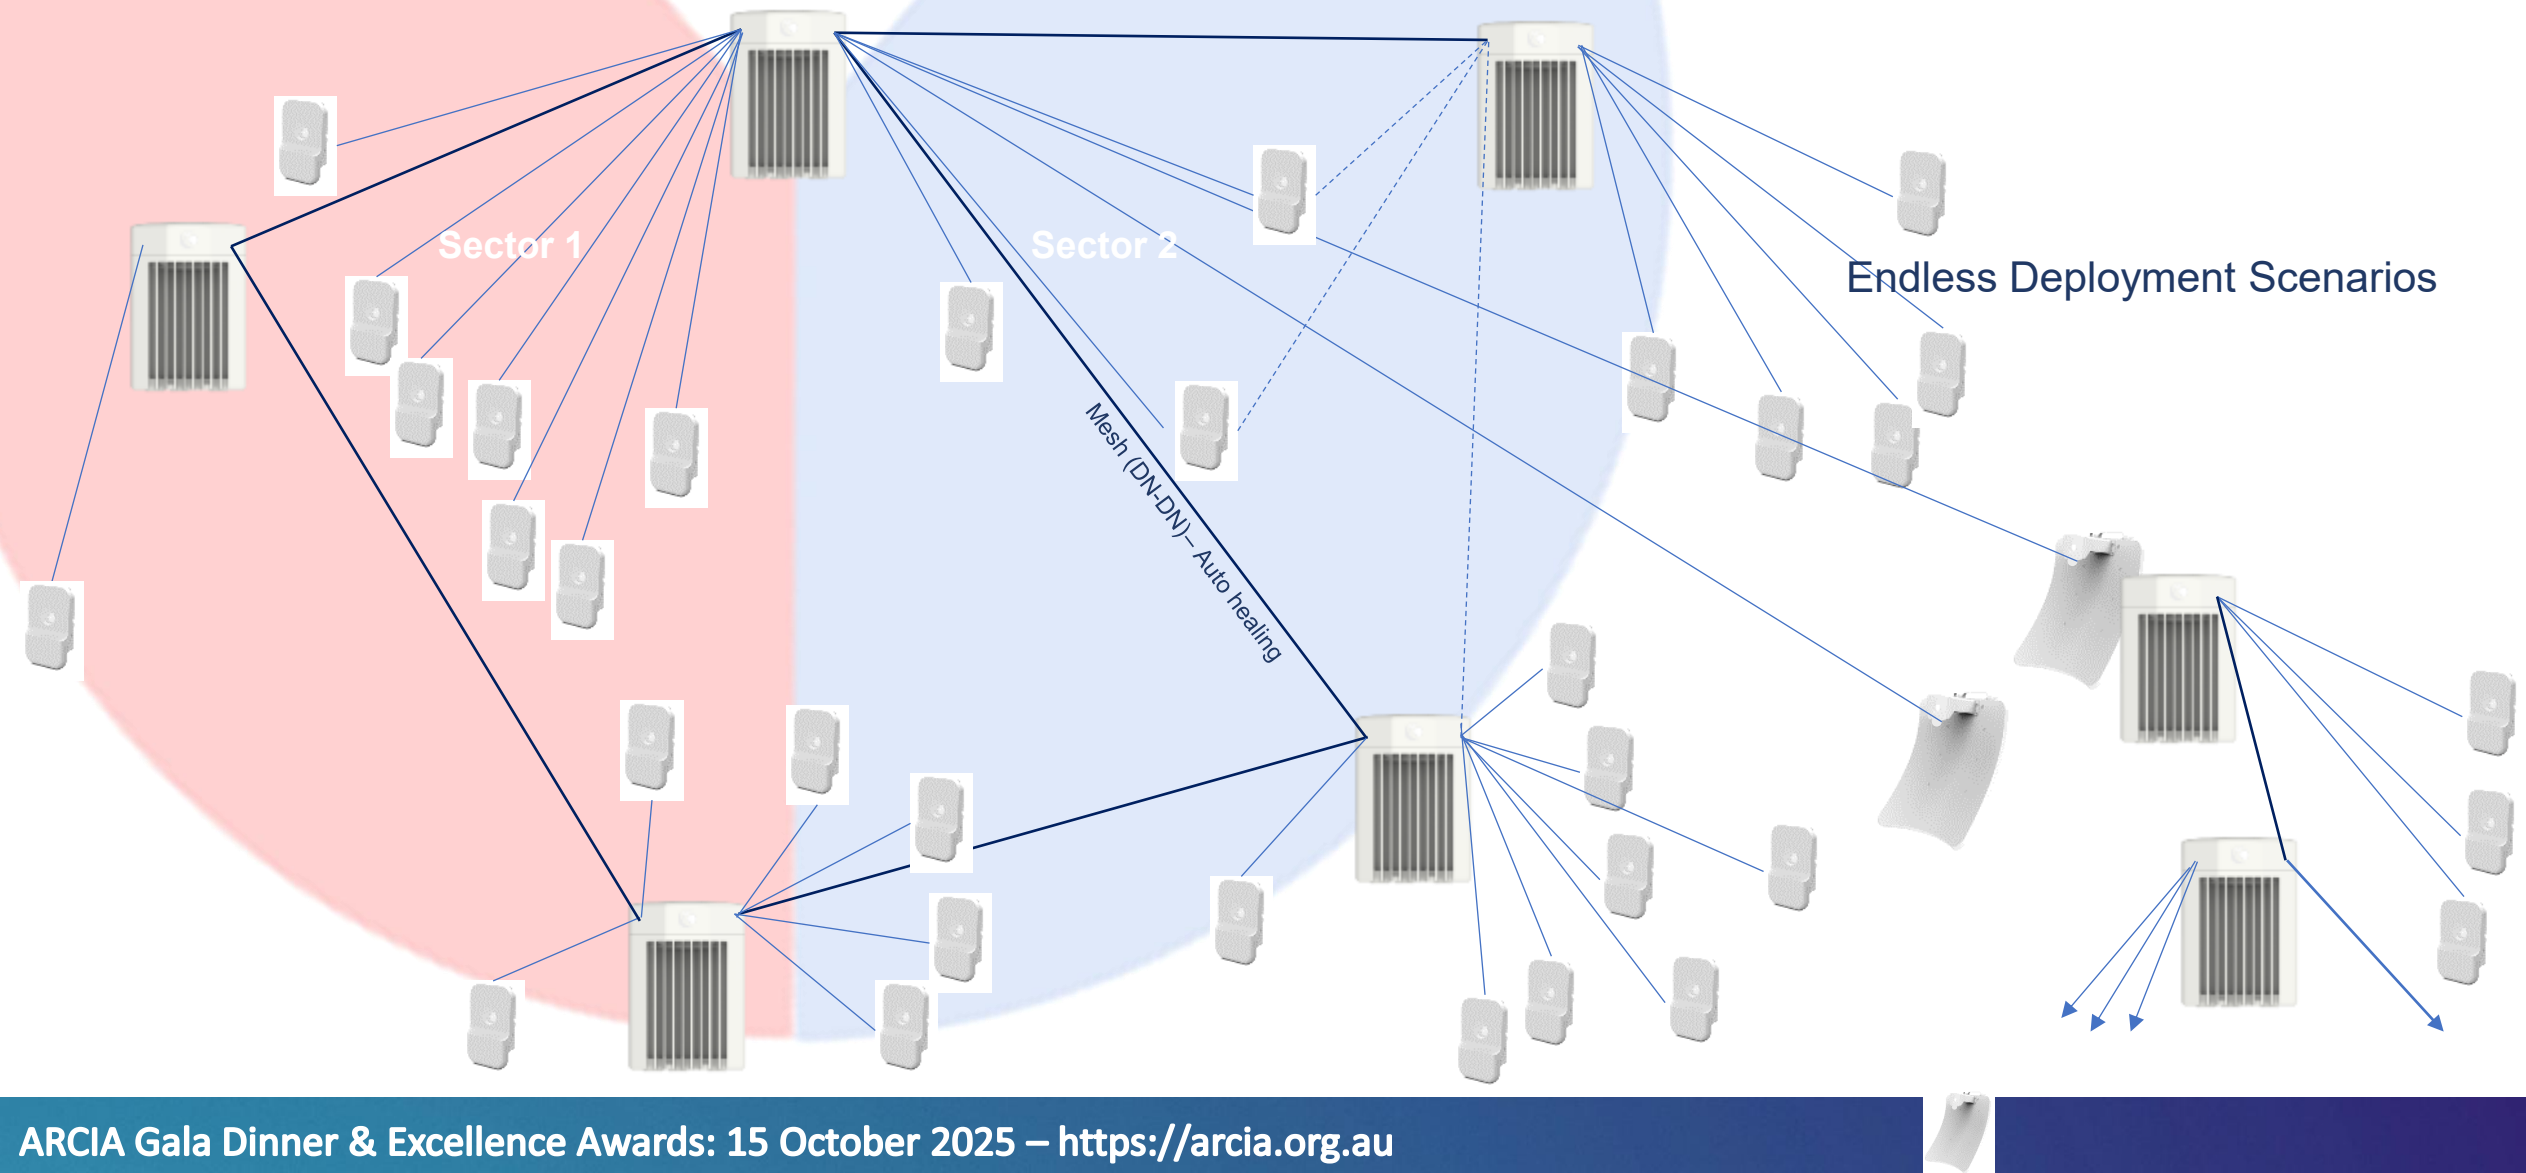 Sector 1
Sector 2
Endless Deployment Scenarios
Mesh (DN-DN) – Auto healing
ARCIA Gala Dinner & Excellence Awards: 15 October 2025 – https://arcia.org.au